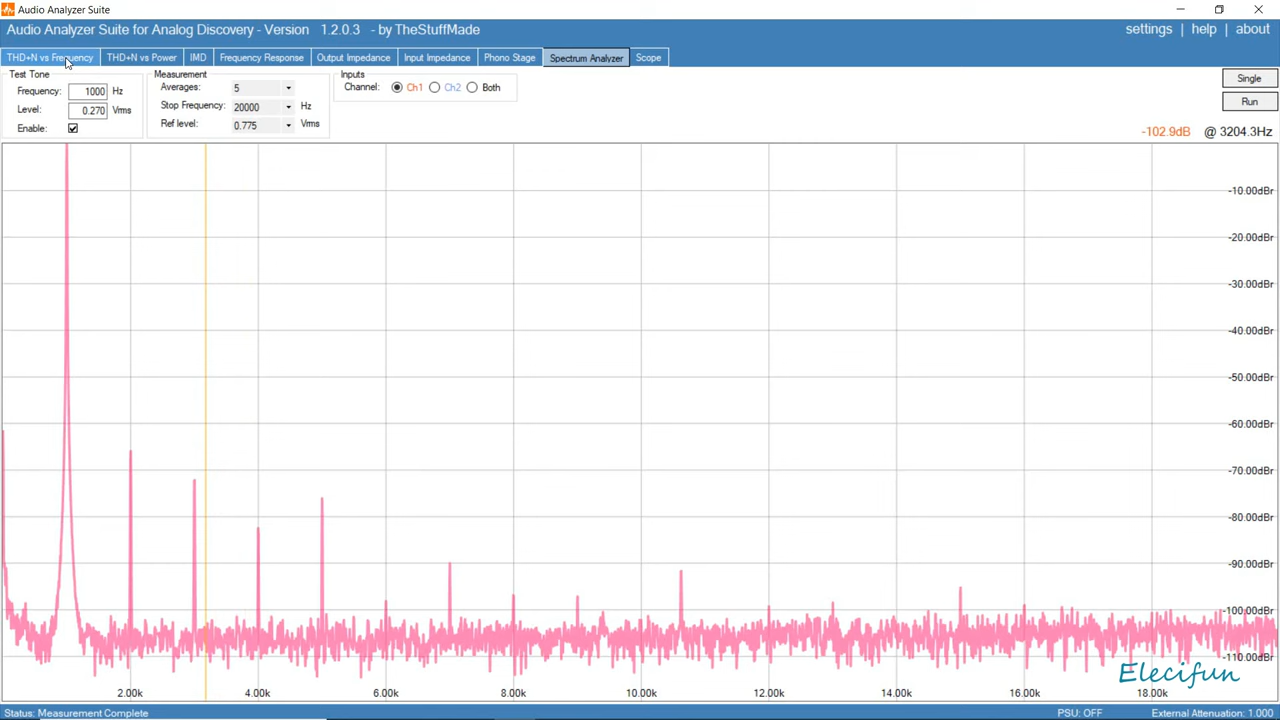 Audio Analyzer Suite
Audio Analyzer Suite for Analog Discovery - Version 1.2.0.3 - by TheStuffMade
settings | help | about
THD+N vs Frequency THD+N vs Power IMD Frequency Response Output Impedance Input Impedance Phono Stage Spectrum Analyzer Scope
Test Tone
Frequency: 1000 Hz
Level: 0.270 Vrms
Enable:
Measurement
Averages: 5
Stop Frequency: 20000 Hz
Ref level: 0.775 Vrms
Inputs
Channel: Ch1 Ch2 Both
Single
Run
-102.9dB @ 3204.3Hz
-10.00dBr
-20.00dBr
-30.00dBr
-40.00dBr
-50.00dBr
-60.00dBr
-70.00dBr
-80.00dBr
-90.00dBr
-100.00dBr
-110.00dBr
Elecifun
2.00k 4.00k 6.00k 8.00k 10.00k 12.00k 14.00k 16.00k 18.00k
Status: Measurement Complete PSU: OFF External Attenuation: 1.000